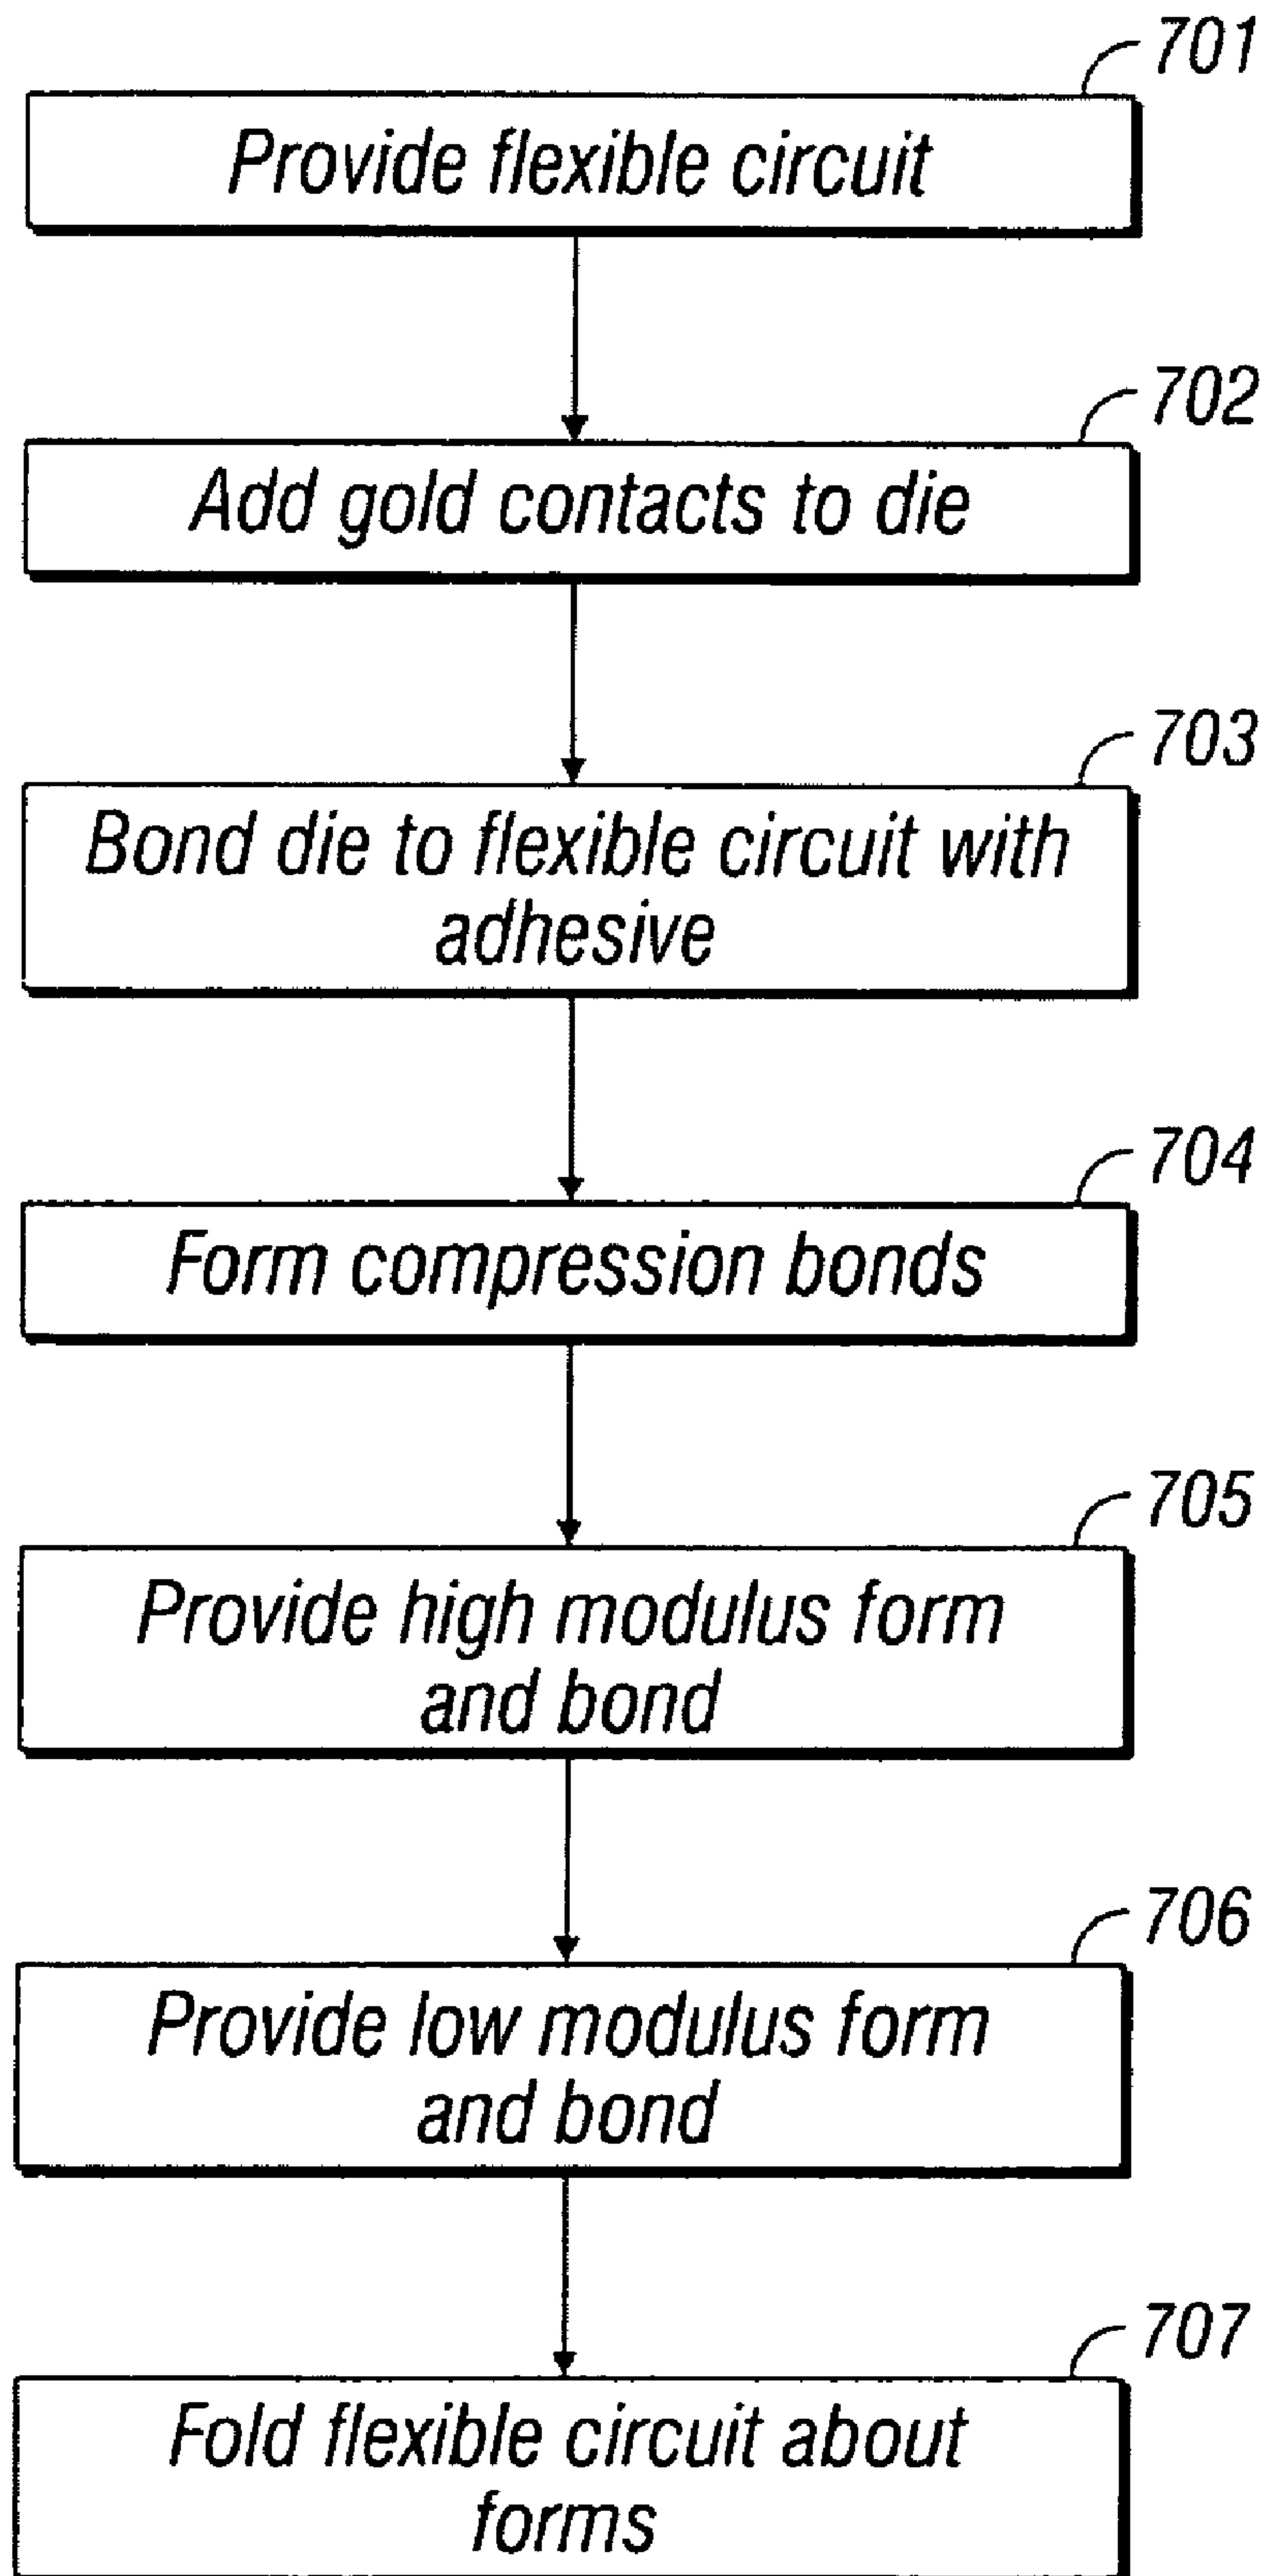 701
Provide flexible circuit
702
Add gold contacts to die
703
Bond die to flexible circuit with
adhesive
704
Form compression bonds
705
Provide high modulus form
and bond
706
Provide low modulus form
and bond
707
Fold flexible circuit about
forms